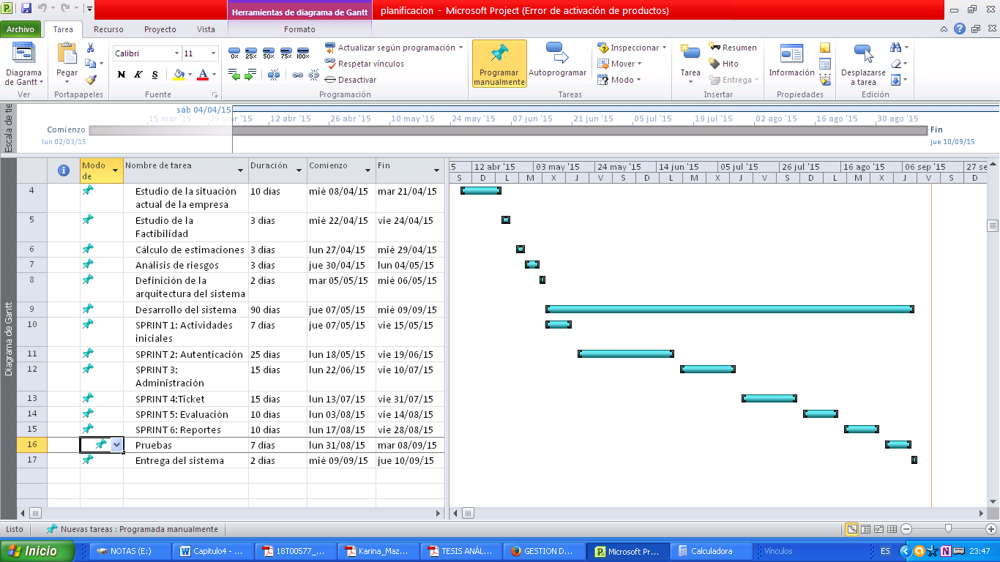 Herramientas de diagrama de Gantt
planificacion - Microsoft Project (Error de activación de productos)
Archivo Tarea Recurso Proyecto Vista Formato
Diagrama de Gantt
Ver
Pegar
Portapapeles
Calibri 11
N K S
Fuente
0% 25% 50% 75% 100%
Actualizar según programación
Respetar vínculos
Desactivar
Programación
Programar manualmente
Autoprogramar
Inspeccionar
Mover
Modo
Tareas
Tarea
Resumen
Hito
Entrega
Insertar
Información
Propiedades
Desplazarse a tarea
Edición
Escala de tie
sáb 04/04/15
15 mar '15 29 mar '15 12 abr '15 26 abr '15 10 may '15 24 may '15 07 jun '15 21 jun '15 05 jul '15 19 jul '15 02 ago '15 16 ago '15 30 ago '15
Comienzo
lun 02/03/15
Fin
jue 10/09/15
Modo de Nombre de tarea Duración Comienzo Fin
15 12 abr '15 03 may '15 24 may '15 14 jun '15 05 jul '15 26 jul '15 16 ago '15 06 sep '15 27 se
S D L M X J V S D L M X J V S D L M X J V S D
Diagrama de Gantt
4 Estudio de la situación actual de la empresa 10 días mié 08/04/15 mar 21/04/15
5 Estudio de la Factibilidad 3 días mié 22/04/15 vie 24/04/15
6 Cálculo de estimaciones 3 días lun 27/04/15 mié 29/04/15
7 Análisis de riesgos 3 días jue 30/04/15 lun 04/05/15
8 Definición de la arquitectura del sistema 2 días mar 05/05/15 mié 06/05/15
9 Desarrollo del sistema 90 días jue 07/05/15 mié 09/09/15
10 SPRINT 1: Actividades iniciales 7 días jue 07/05/15 vie 15/05/15
11 SPRINT 2: Autenticación 25 días lun 18/05/15 vie 19/06/15
12 SPRINT 3: Administración 15 días lun 22/06/15 vie 10/07/15
13 SPRINT 4:Ticket 15 días lun 13/07/15 vie 31/07/15
14 SPRINT 5: Evaluación 10 días lun 03/08/15 vie 14/08/15
15 SPRINT 6: Reportes 10 días lun 17/08/15 vie 28/08/15
16 Pruebas 7 días lun 31/08/15 mar 08/09/15
17 Entrega del sistema 2 días mié 09/09/15 jue 10/09/15
Listo Nuevas tareas : Programada manualmente
Inicio NOTAS (E:) Capitulo4 - ... 18T00577_... Karina_Maz... TESIS ANÁL... GESTION D... Microsoft Pr... Calculadora Vínculos ES 23:47